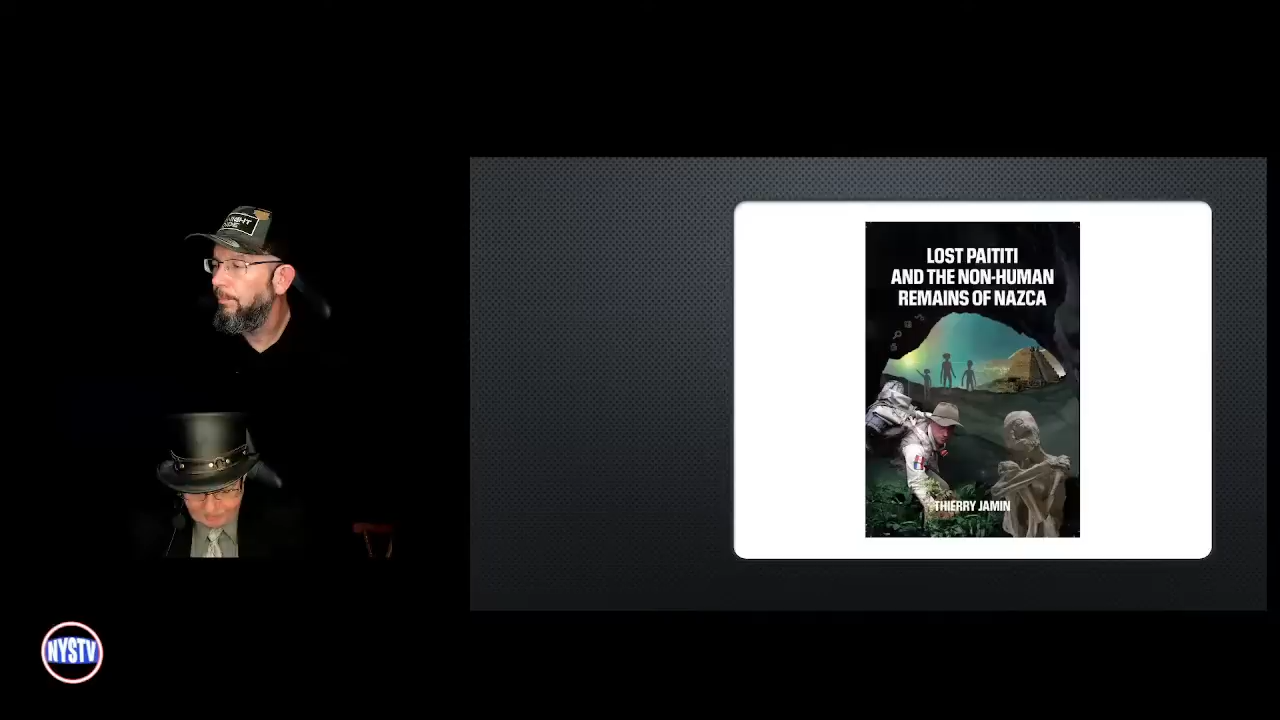 LOST PAITITI
AND THE NON-HUMAN
REMAINS OF NAZCA
THIERRY JAMIN
NYSTV